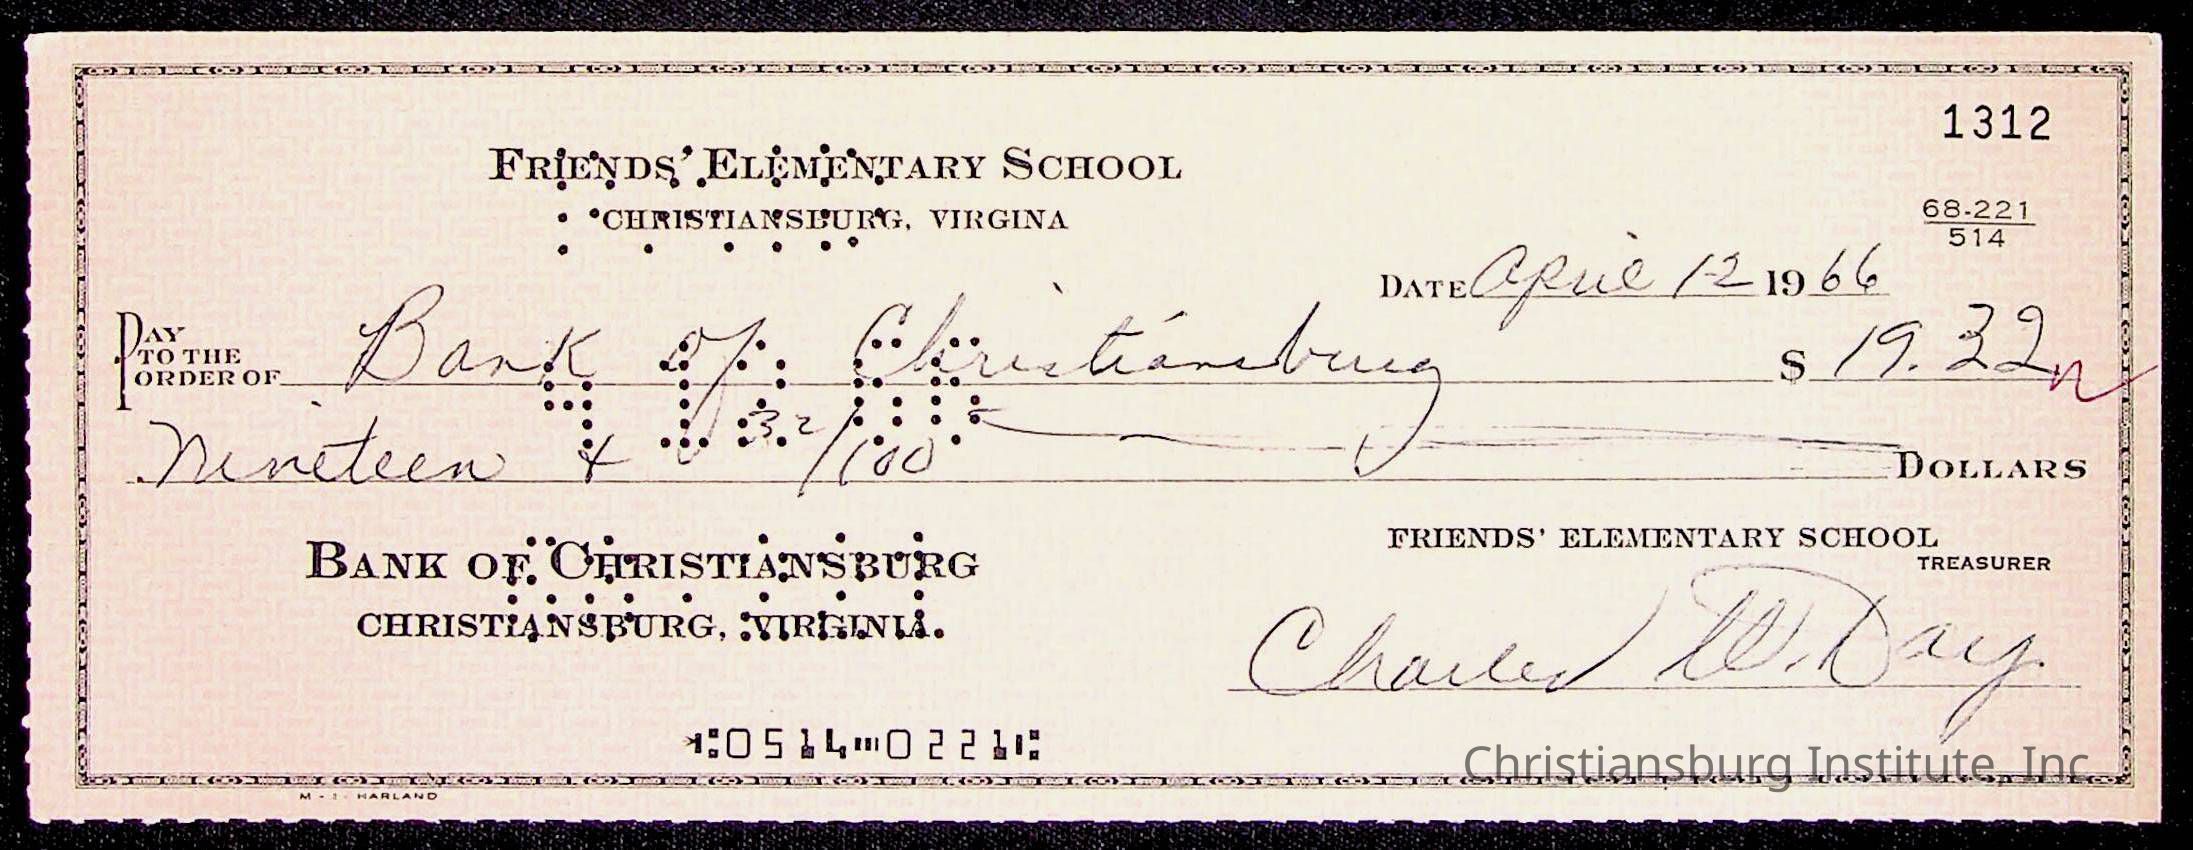 1312
FRIENDS' ELEMENTARY SCHOOL
CHRISTIANSBURG, VIRGINA
68-221
514
DATE April 12 1966
PAY TO THE ORDER OF Bank of Christiansburg $ 19.32
Nineteen & 32/100 DOLLARS
BANK OF CHRISTIANSBURG
CHRISTIANSBURG, VIRGINIA.
FRIENDS' ELEMENTARY SCHOOL
TREASURER
Charles W. Day
⑆0514⑉0221⑆
Christiansburg Institute, Inc
HARLAND